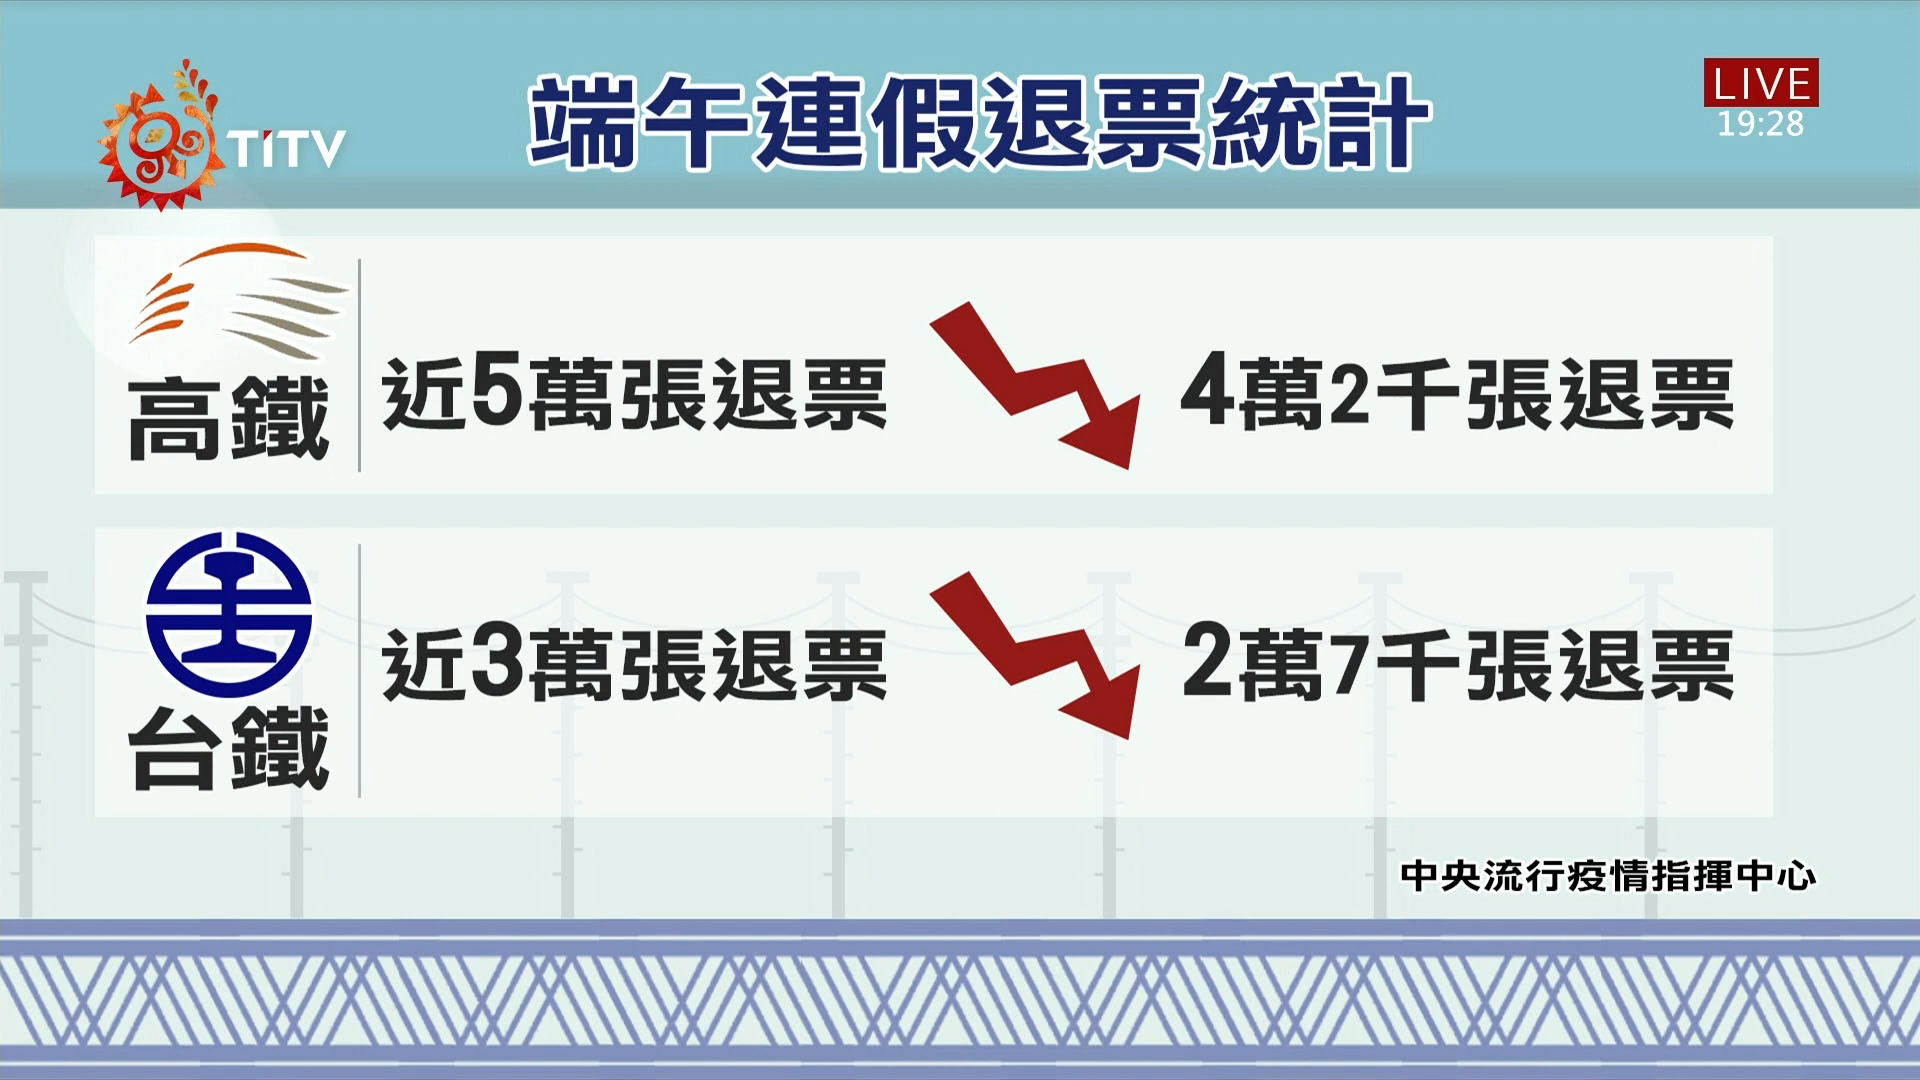 TiTV
端午連假退票統計
LIVE
19:28
高鐵
近5萬張退票
4萬2千張退票
台鐵
近3萬張退票
2萬7千張退票
中央流行疫情指揮中心